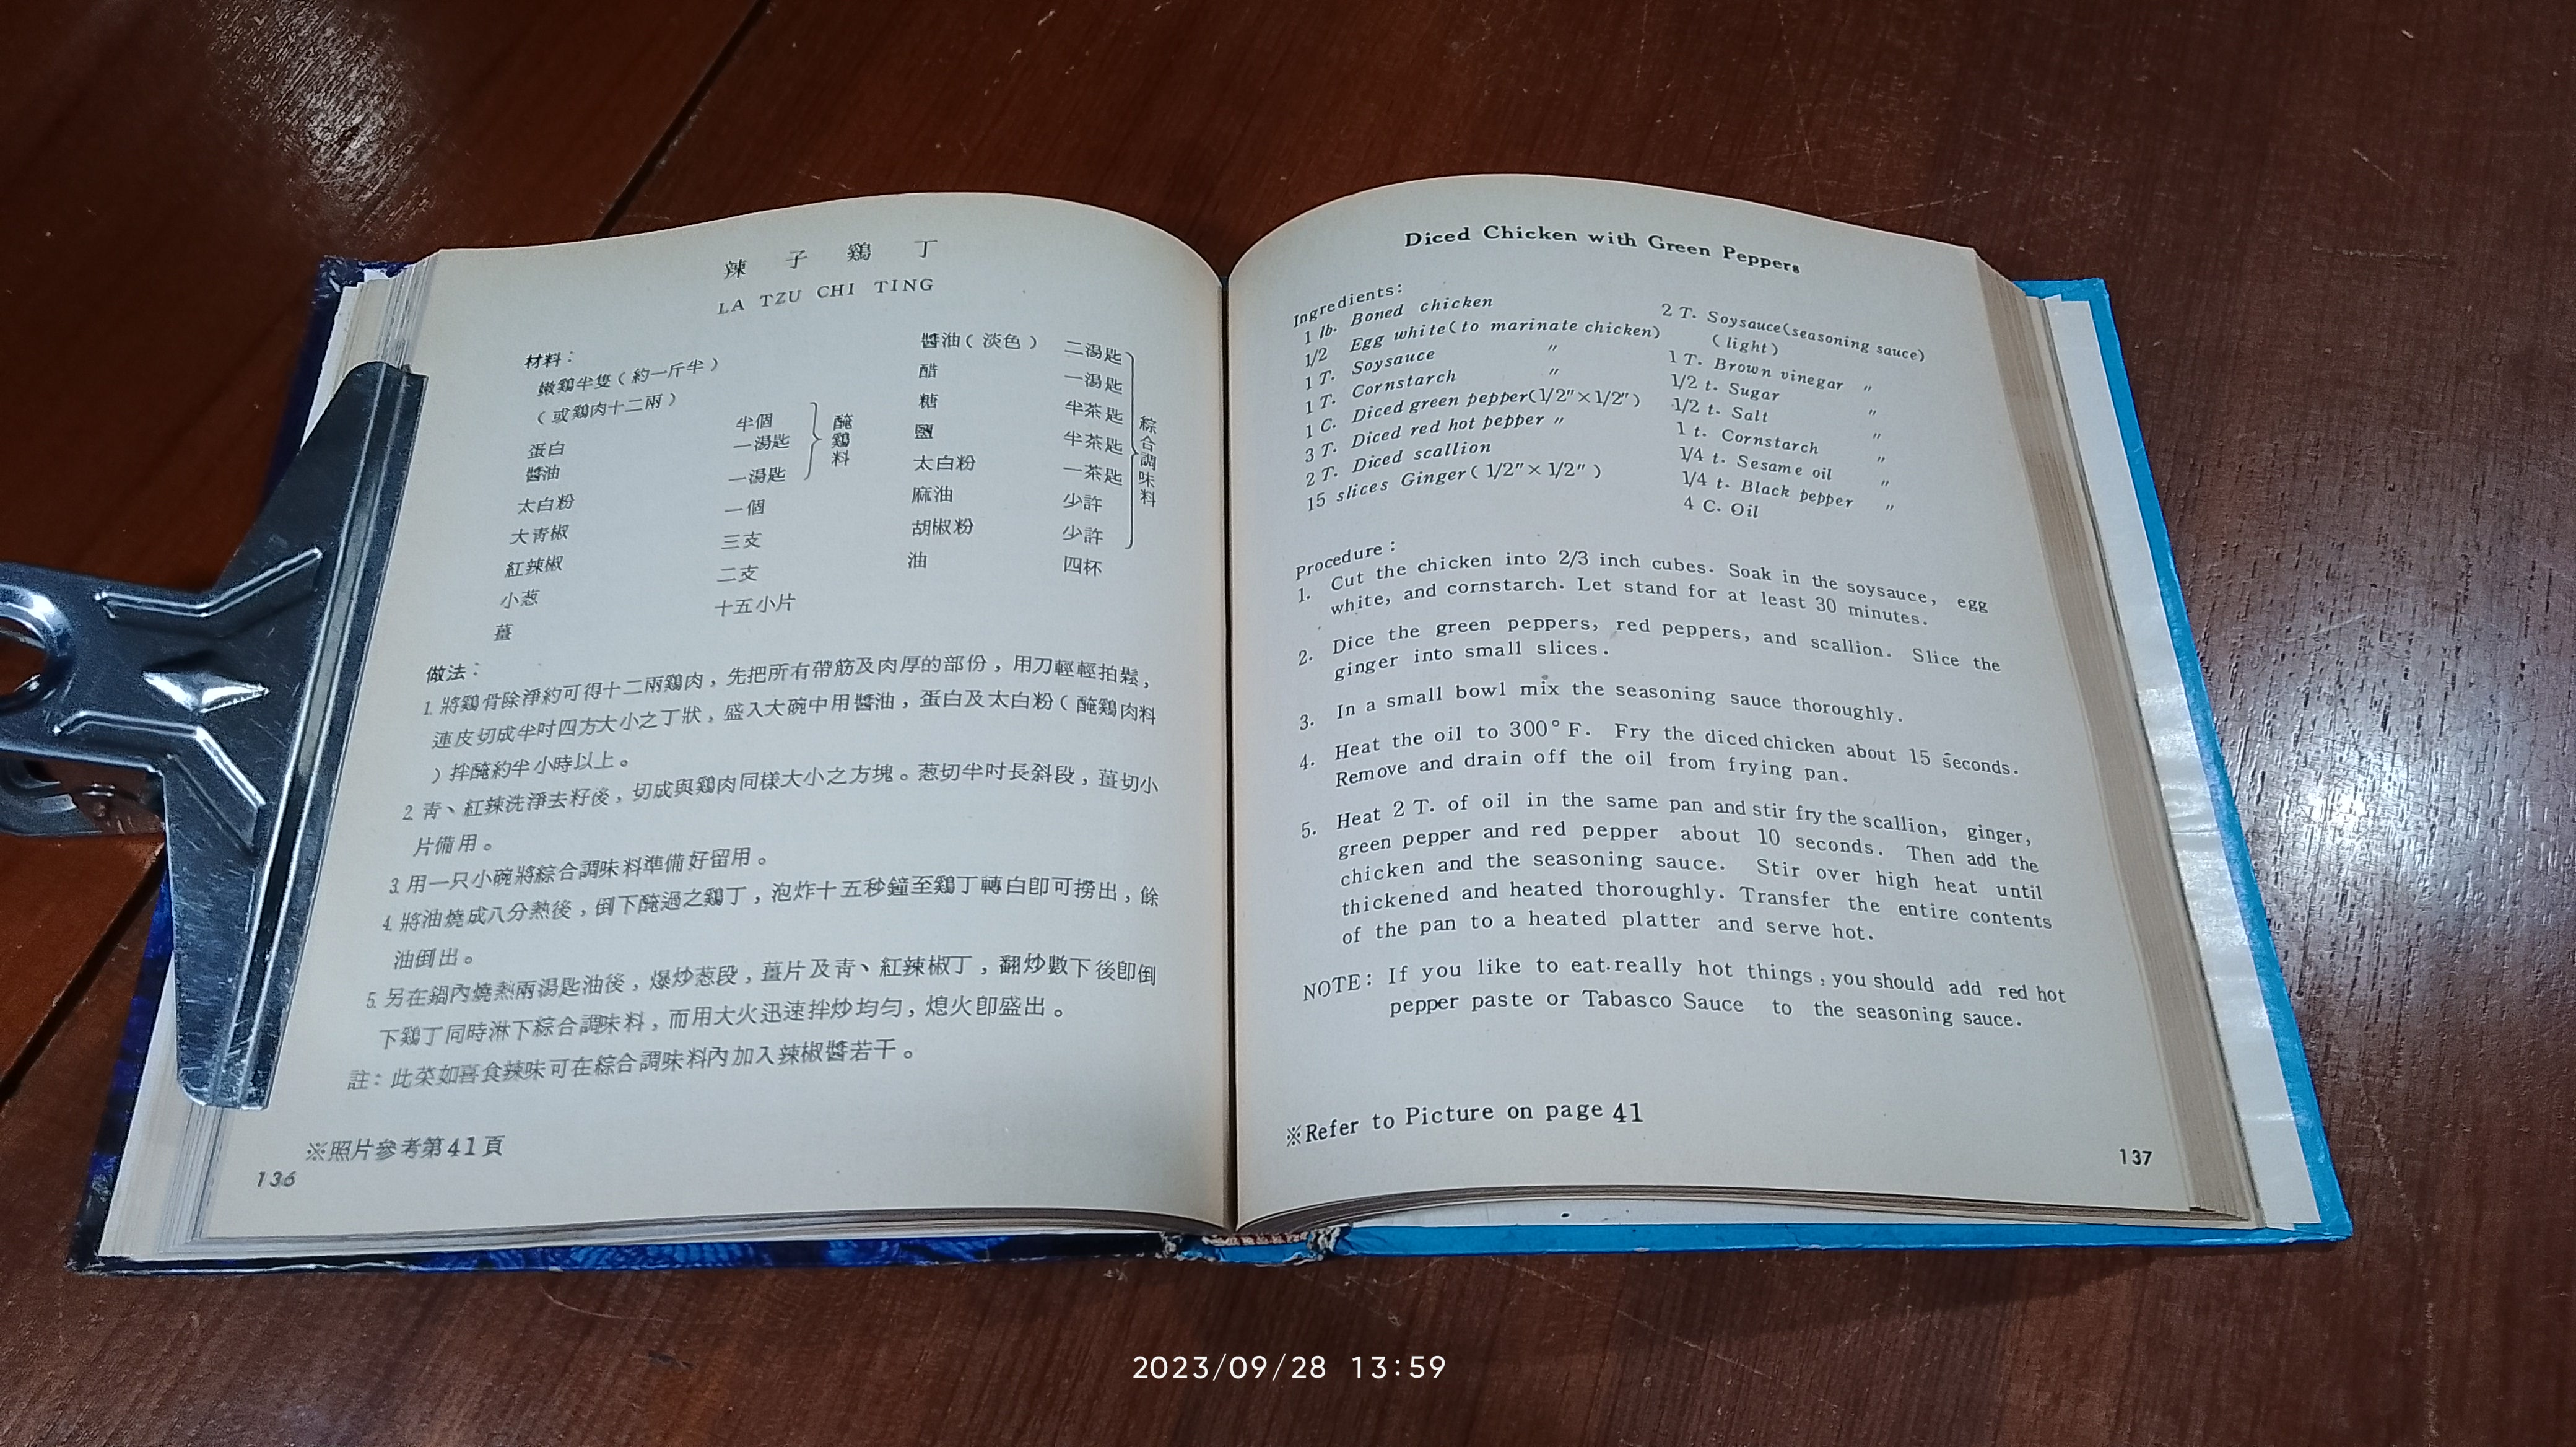 辣子鷄丁
LA TZU CHI TING
材料：
嫩鷄半隻（約一斤半）
（或鷄肉十二兩）
蛋白 半個
醬油 一湯匙
太白粉 一湯匙
醃鷄料
大青椒 一個
紅辣椒 三支
小葱 二支
薑 十五小片
醬油（淡色） 二湯匙
醋 一湯匙
糖 半茶匙
鹽 半茶匙
太白粉 一茶匙
麻油 少許
胡椒粉 少許
綜合調味料
油 四杯
做法：
1. 將鷄骨除淨約可得十二兩鷄肉，先把所有帶筋及肉厚的部份，用刀輕輕拍鬆，
連皮切成半吋四方大小之丁狀，盛入大碗中用醬油，蛋白及太白粉（醃鷄肉料
）拌醃約半小時以上。
2. 青、紅辣洗淨去籽後，切成與鷄肉同樣大小之方塊。葱切半吋長斜段，薑切小
片備用。
3. 用一只小碗將綜合調味料準備好留用。
4. 將油燒成八分熱後，倒下醃過之鷄丁，泡炸十五秒鐘至鷄丁轉白卽可撈出，餘
油倒出。
5. 另在鍋內燒熱兩湯匙油後，爆炒葱段，薑片及青、紅辣椒丁，翻炒數下後卽倒
下鷄丁同時淋下綜合調味料，而用大火迅速拌炒均勻，熄火卽盛出。
註：此菜如喜食辣味可在綜合調味料內加入辣椒醬若干。
※照片參考第41頁
136
Diced Chicken with Green Peppers
Ingredients:
1 lb. Boned chicken
1/2 Egg white(to marinate chicken)
1 T. Soysauce 〃
1 T. Cornstarch 〃
1 C. Diced green pepper(1/2″×1/2″)
3 T. Diced red hot pepper 〃
2 T. Diced scallion
15 slices Ginger(1/2″×1/2″)
2 T. Soysauce(seasoning sauce)
(light)
1 T. Brown vinegar 〃
1/2 t. Sugar 〃
1/2 t. Salt 〃
1 t. Cornstarch 〃
1/4 t. Sesame oil 〃
1/4 t. Black pepper 〃
4 C. Oil
Procedure:
1. Cut the chicken into 2/3 inch cubes. Soak in the soysauce, egg
white, and cornstarch. Let stand for at least 30 minutes.
2. Dice the green peppers, red peppers, and scallion. Slice the
ginger into small slices.
3. In a small bowl mix the seasoning sauce thoroughly.
4. Heat the oil to 300°F. Fry the diced chicken about 15 seconds.
Remove and drain off the oil from frying pan.
5. Heat 2 T. of oil in the same pan and stir fry the scallion, ginger,
green pepper and red pepper about 10 seconds. Then add the
chicken and the seasoning sauce. Stir over high heat until
thickened and heated thoroughly. Transfer the entire contents
of the pan to a heated platter and serve hot.
NOTE: If you like to eat really hot things, you should add red hot
pepper paste or Tabasco Sauce to the seasoning sauce.
※Refer to Picture on page 41
137
2023/09/28 13:59